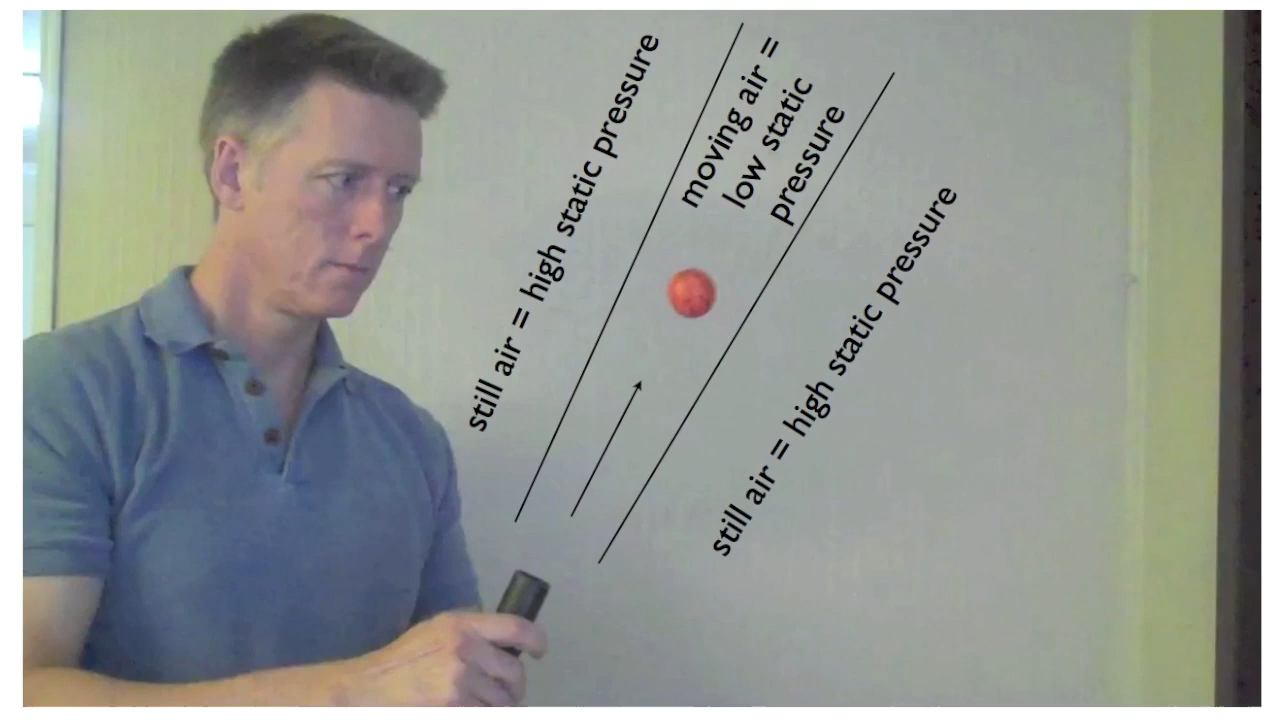 still air = high static pressure
moving air =
low static
pressure
still air = high static pressure